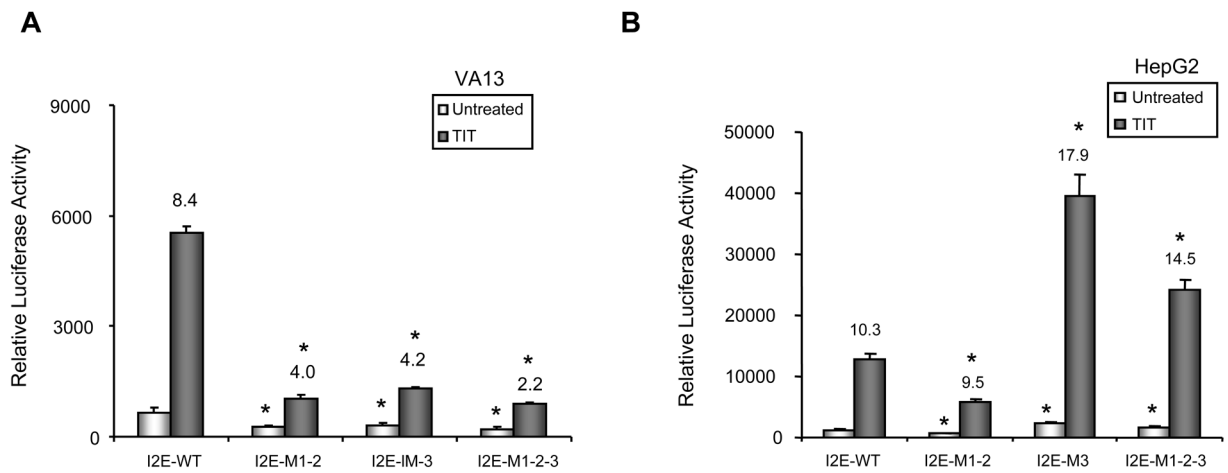 A
VA13
Untreated
TIT
Relative Luciferase Activity
9000
6000
3000
0
8.4
*
4.0
*
*
4.2
*
*
2.2
*
I2E-WT
I2E-M1-2
I2E-IM-3
I2E-M1-2-3
B
HepG2
Untreated
TIT
Relative Luciferase Activity
50000
40000
30000
20000
10000
0
10.3
*
9.5
*
*
17.9
*
*
14.5
*
I2E-WT
I2E-M1-2
I2E-M3
I2E-M1-2-3